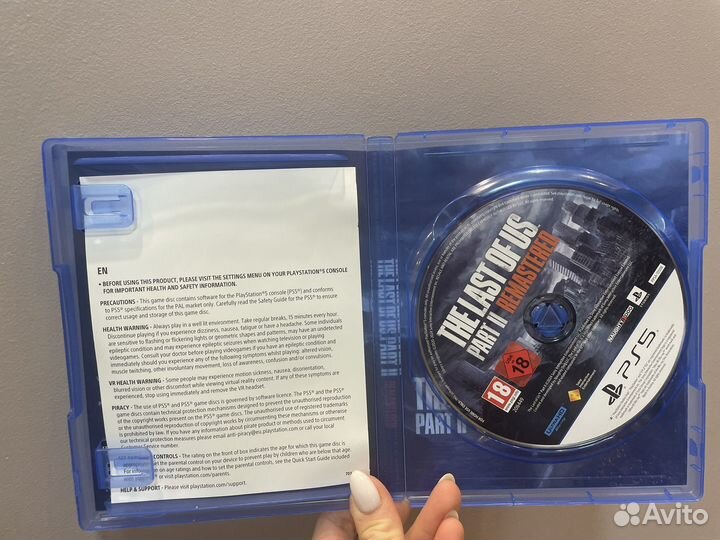 EN
• BEFORE USING THIS PRODUCT, PLEASE VISIT THE SETTINGS MENU ON YOUR PLAYSTATION®5 CONSOLE
FOR IMPORTANT HEALTH AND SAFETY INFORMATION.
PRECAUTIONS - This game disc contains software for the PlayStation®5 console (PS5®) and conforms
to PS5® specifications for the PAL market only. Carefully read the Safety Guide for the PS5® to ensure
correct usage and storage of this game disc.
HEALTH WARNING - Always play in a well lit environment. Take regular breaks, 15 minutes every hour.
Discontinue playing if you experience dizziness, nausea, fatigue or have a headache. Some individuals
are sensitive to flashing or flickering lights or geometric shapes and patterns, may have an undetected
epileptic condition and may experience epileptic seizures when watching television or playing
videogames. Consult your doctor before playing videogames if you have an epileptic condition and
immediately should you experience any of the following symptoms whilst playing: altered vision,
muscle twitching, other involuntary movement, loss of awareness, confusion and/or convulsions.
VR HEALTH WARNING - Some people may experience motion sickness, nausea, disorientation,
blurred vision or other discomfort while viewing virtual reality content. If any of these symptoms are
experienced, stop using immediately and remove the VR headset.
PIRACY - The use of PS5® and PS5® game discs is governed by software licence. The PS5® and the PS5®
game discs contain technical protection mechanisms designed to prevent the unauthorised reproduction
of the copyright works present on the PS5® game discs. The unauthorised use of registered trademarks
or the unauthorised reproduction of copyright works by circumventing these mechanisms or otherwise
is prohibited by law. If you have any information about pirate product or methods used to circumvent
our technical protection measures please email anti-piracy@eu.playstation.com or call your local
Customer Service number.
CONTROLS - The rating on the front of box indicates the age for which this game disc is
the parental control on your device to prevent play by children who are below that age.
For on age ratings and how to set the parental controls, see the Quick Start Guide included
playstation.com/parents.
HELP & SUPPORT - Please visit playstation.com/support.
THE LAST OF US PART II
THE LAST OF US
PART II REMASTERED
18
18
NAUGHTY DOG
PS5
THE
PART II
Avito